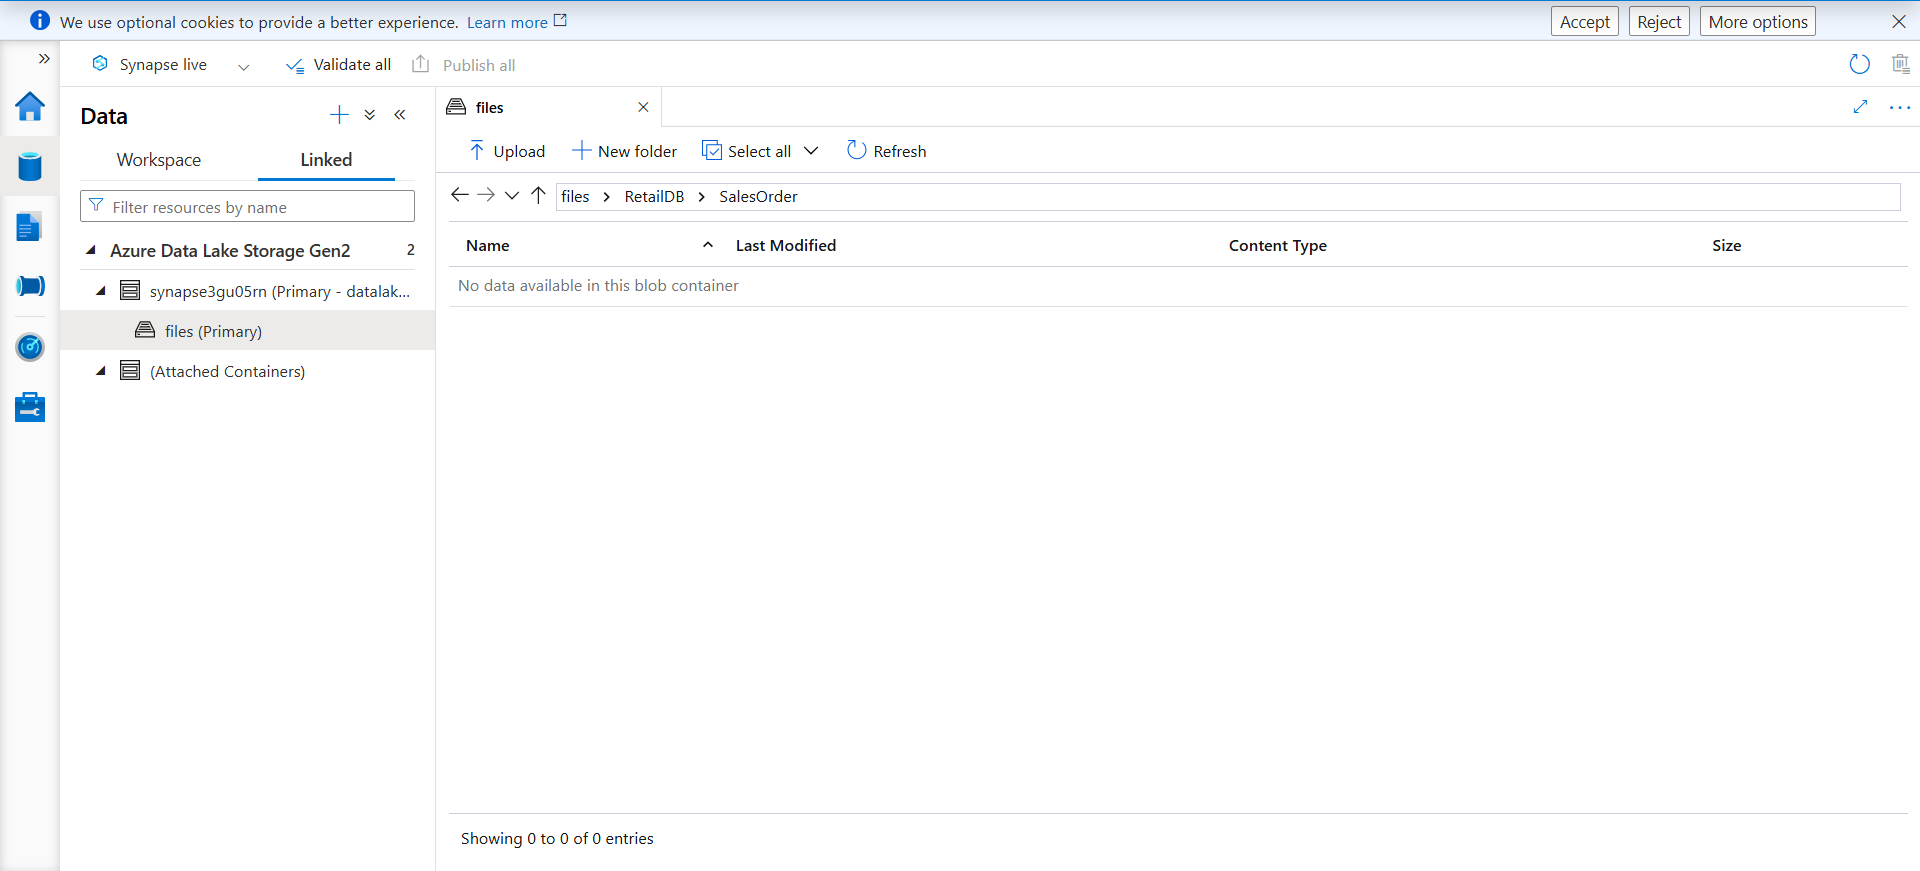 We use optional cookies to provide a better experience. Learn more
Accept
Reject
More options
Synapse live
Validate all
Publish all
Data
Workspace
Linked
Filter resources by name
Azure Data Lake Storage Gen2 2
synapse3gu05rn (Primary - datalak...
files (Primary)
(Attached Containers)
files
Upload
New folder
Select all
Refresh
files > RetailDB > SalesOrder
Name Last Modified Content Type Size
No data available in this blob container
Showing 0 to 0 of 0 entries